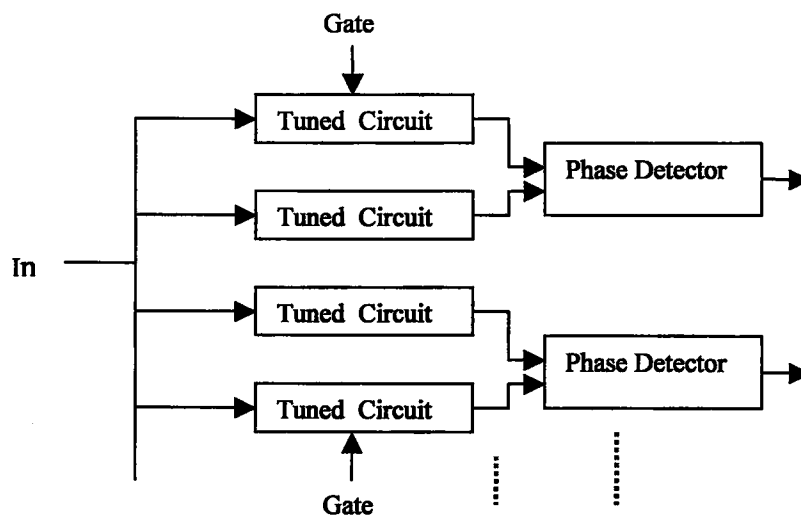 Gate
Tuned Circuit
Phase Detector
Tuned Circuit
In
Tuned Circuit
Phase Detector
Tuned Circuit
Gate